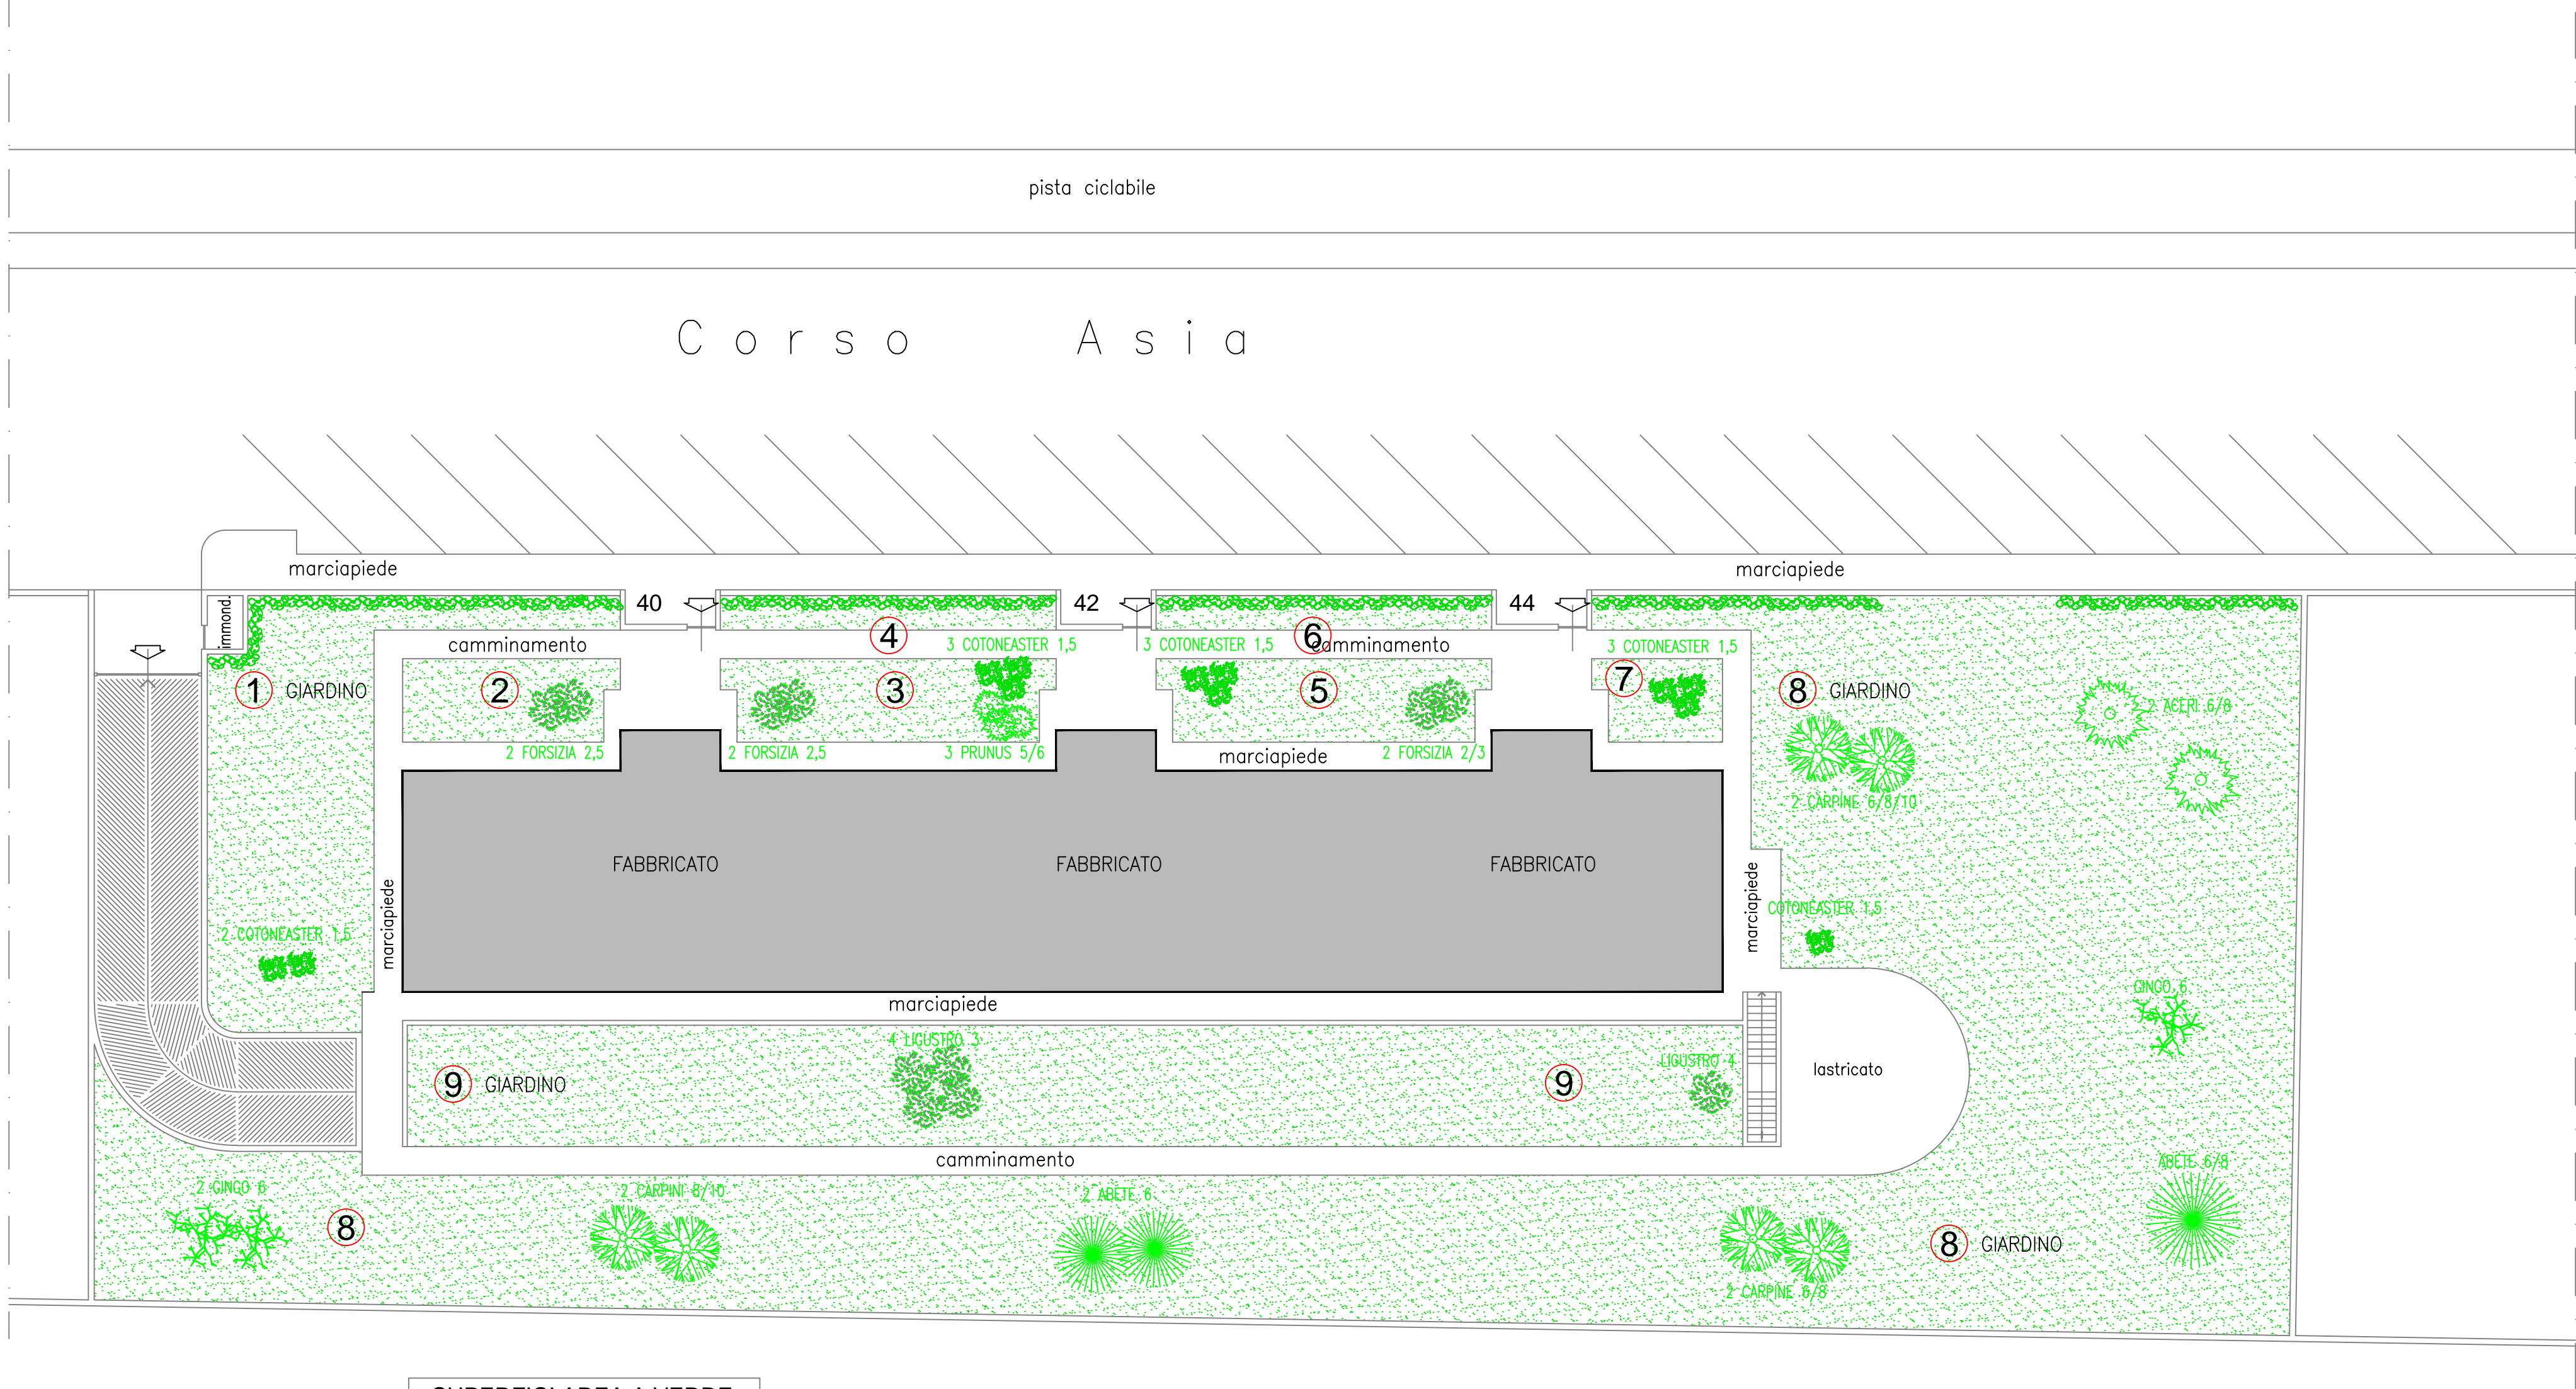 pista ciclabile
Corso Asia
marciapiede
marciapiede
immond.
40
42
44
4
6
camminamento
3 COTONEASTER 1,5
3 COTONEASTER 1,5
camminamento
3 COTONEASTER 1,5
1
GIARDINO
2
3
5
7
8
GIARDINO
2 ACERI 6/8
2 FORSIZIA 2,5
2 FORSIZIA 2,5
3 PRUNUS 5/6
marciapiede
2 FORSIZIA 2/3
2 CARPINE 6/8/10
FABBRICATO
FABBRICATO
FABBRICATO
marciapiede
marciapiede
COTONEASTER 1,5
2 COTONEASTER 1,5
GINGO 6
marciapiede
4 LIGUSTRO 3
LIGUSTRO 4
9
GIARDINO
9
lastricato
camminamento
ABETE 6/8
2 GINGO 6
2 CARPINI 8/10
2 ABETE 6
8
8
GIARDINO
2 CARPINE 6/8
SUPERFICI AREA A VERDE